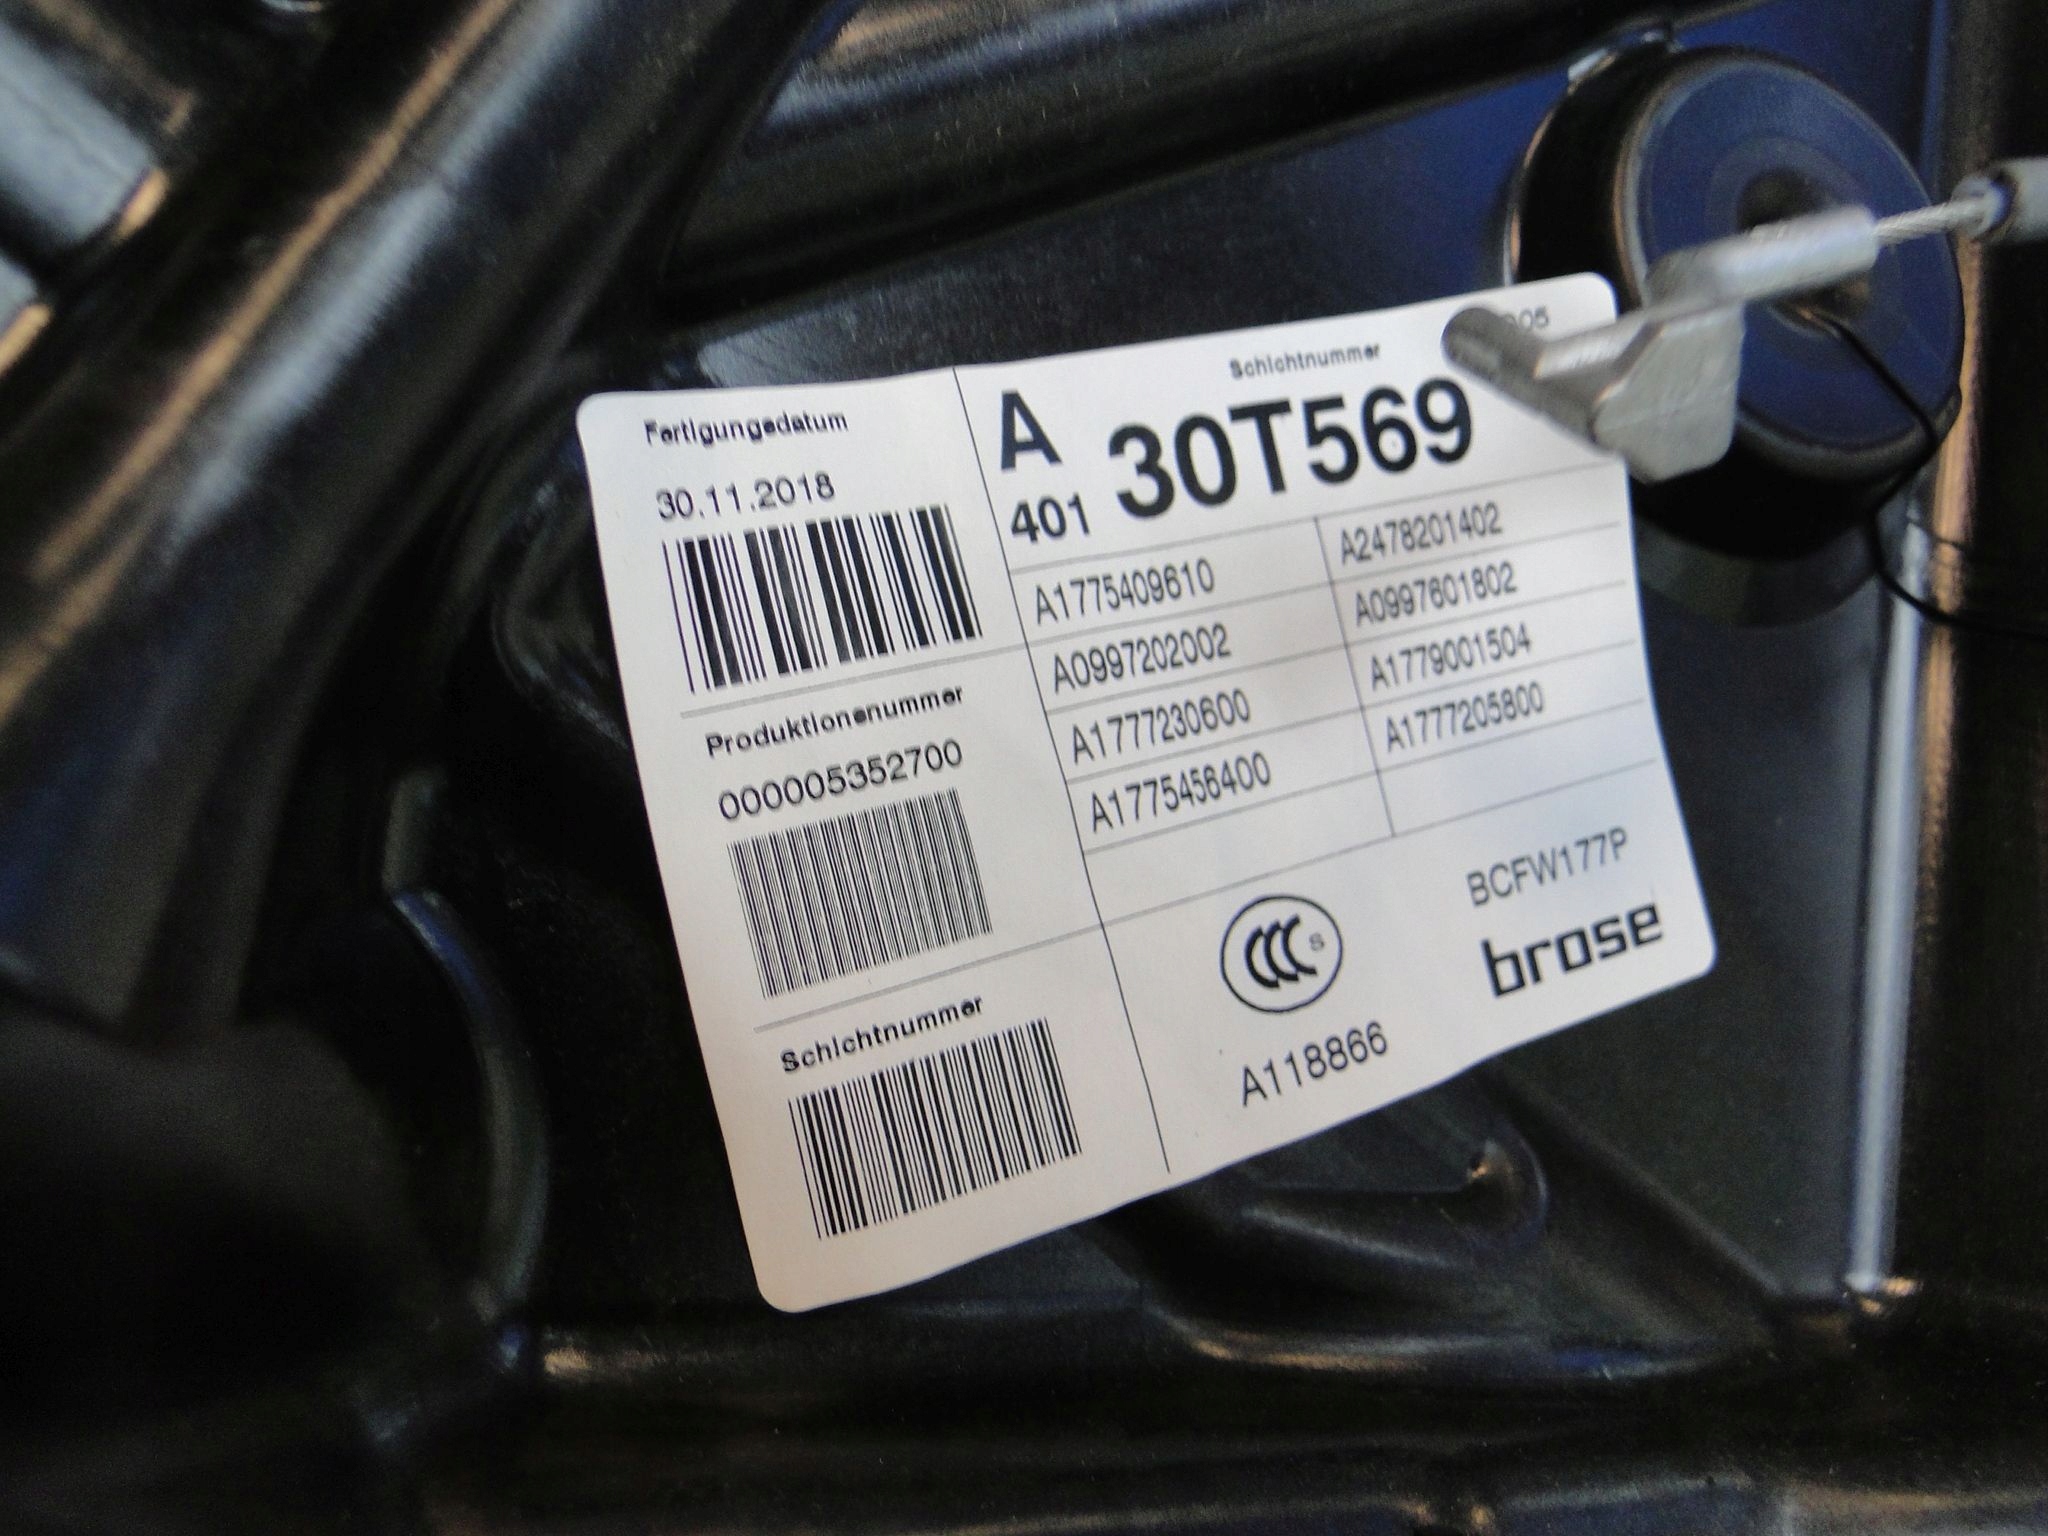 Fertigungsdatum
30.11.2018
Produktionsnummer
000005352700
Schichtnummer
A
401
Schichtnummer
30T569
A1775409610
A0997202002
A1777230600
A1775456400
A2478201402
A0997601802
A1779001504
A1777205800
CCC S
A118866
BCFW177P
brose